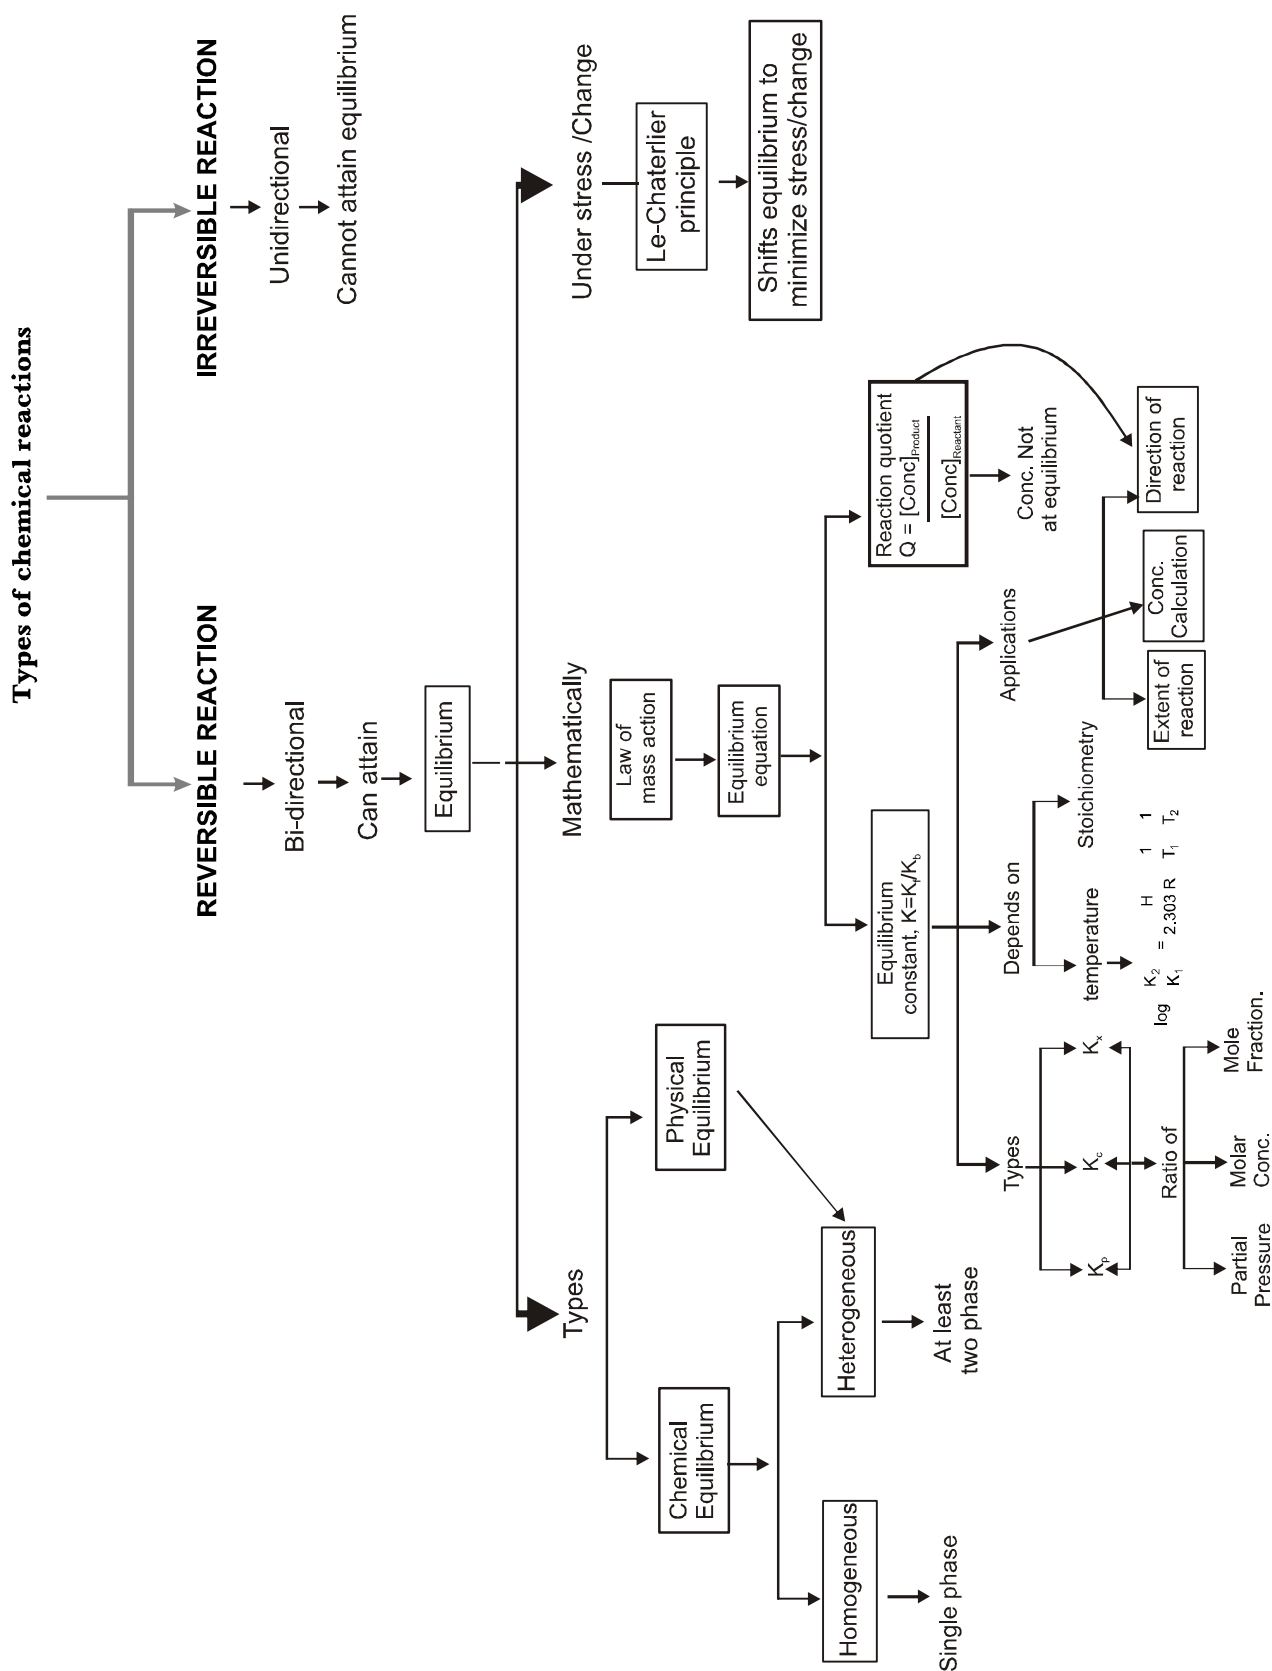 Types of chemical reactions
REVERSIBLE REACTION
IRREVERSIBLE REACTION
Bi-directional
Unidirectional
Can attain
Cannot attain equilibrium
Equilibrium
Types
Mathematically
Under stress /Change
Chemical
Equilibrium
Physical
Equilibrium
Law of
mass action
Le-Chaterlier
principle
Equilibrium
equation
Shifts equilibrium to
minimize stress/change
Homogeneous
Heterogeneous
Single phase
At least
two phase
Equilibrium
constant, K=Kf/Kb
Reaction quotient
Q = [Conc]Product
[Conc]Reactant
Types
Depends on
Applications
Conc. Not
at equilibrium
Kp
Kc
Kx
temperature
Stoichiometry
Ratio of
log K2 = H 1 1
K1 2.303 R T1 T2
Extent of
reaction
Conc.
Calculation
Direction of
reaction
Partial
Pressure
Molar
Conc.
Mole
Fraction.